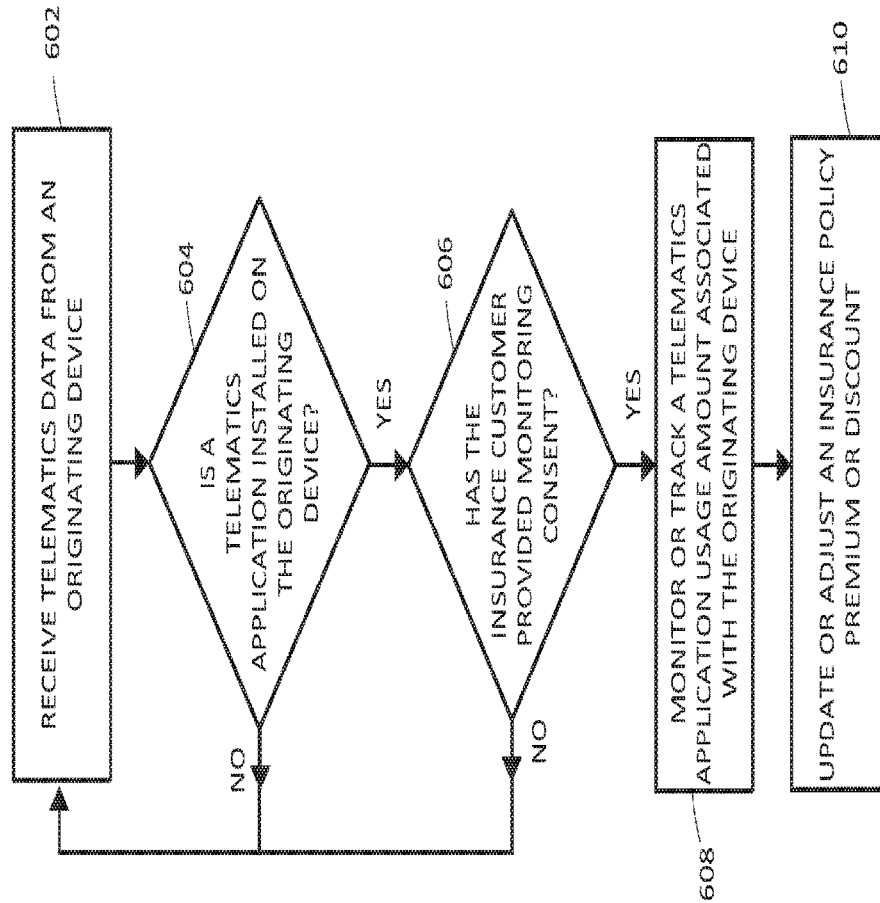 602
RECEIVE TELEMATICS DATA FROM AN
ORIGINATING DEVICE
604
IS A
TELEMATICS
APPLICATION INSTALLED ON
THE ORIGINATING
DEVICE?
NO
YES
606
HAS THE
INSURANCE CUSTOMER
PROVIDED MONITORING
CONSENT?
NO
YES
608
MONITOR OR TRACK A TELEMATICS
APPLICATION USAGE AMOUNT ASSOCIATED
WITH THE ORIGINATING DEVICE
610
UPDATE OR ADJUST AN INSURANCE POLICY
PREMIUM OR DISCOUNT